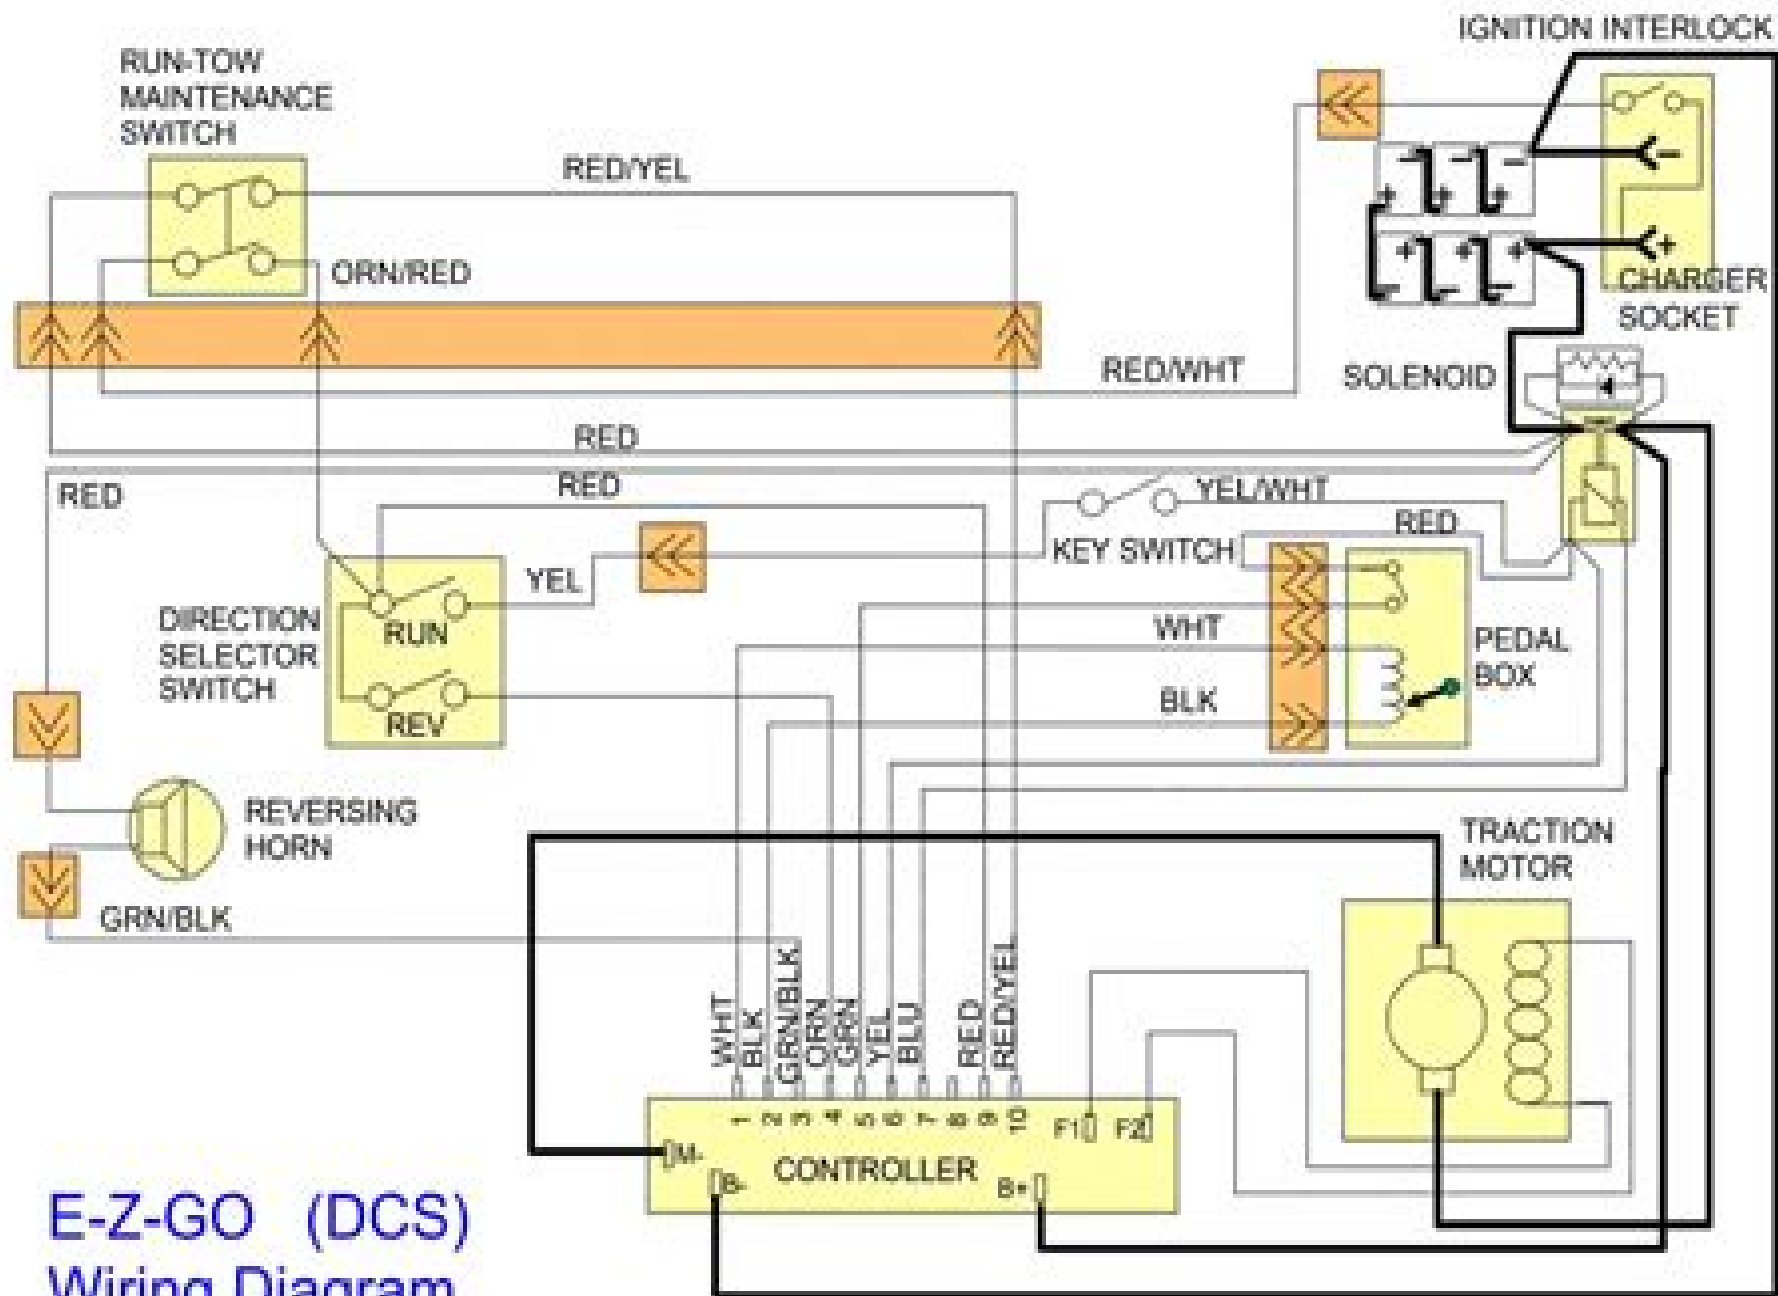 IGNITION INTERLOCK
RUN-TOW
MAINTENANCE
SWITCH
RED/YEL
ORN/RED
- - - -
+
+ + + +
-
CHARGER
SOCKET
RED/WHT
SOLENOID
RED
RED
RED
YEL/WHT
RED
KEY SWITCH
YEL
DIRECTION
SELECTOR
SWITCH
RUN
REV
WHT
BLK
PEDAL
BOX
REVERSING
HORN
GRN/BLK
TRACTION
MOTOR
WHT
BLK
GRN/BLK
ORN
GRN
YEL
BLU
RED
RED/YEL
1 2 3 4 5 6 7 8 9 10
F1 F2
M-
B-
CONTROLLER
B+
E-Z-GO (DCS)
Wiring Diagram